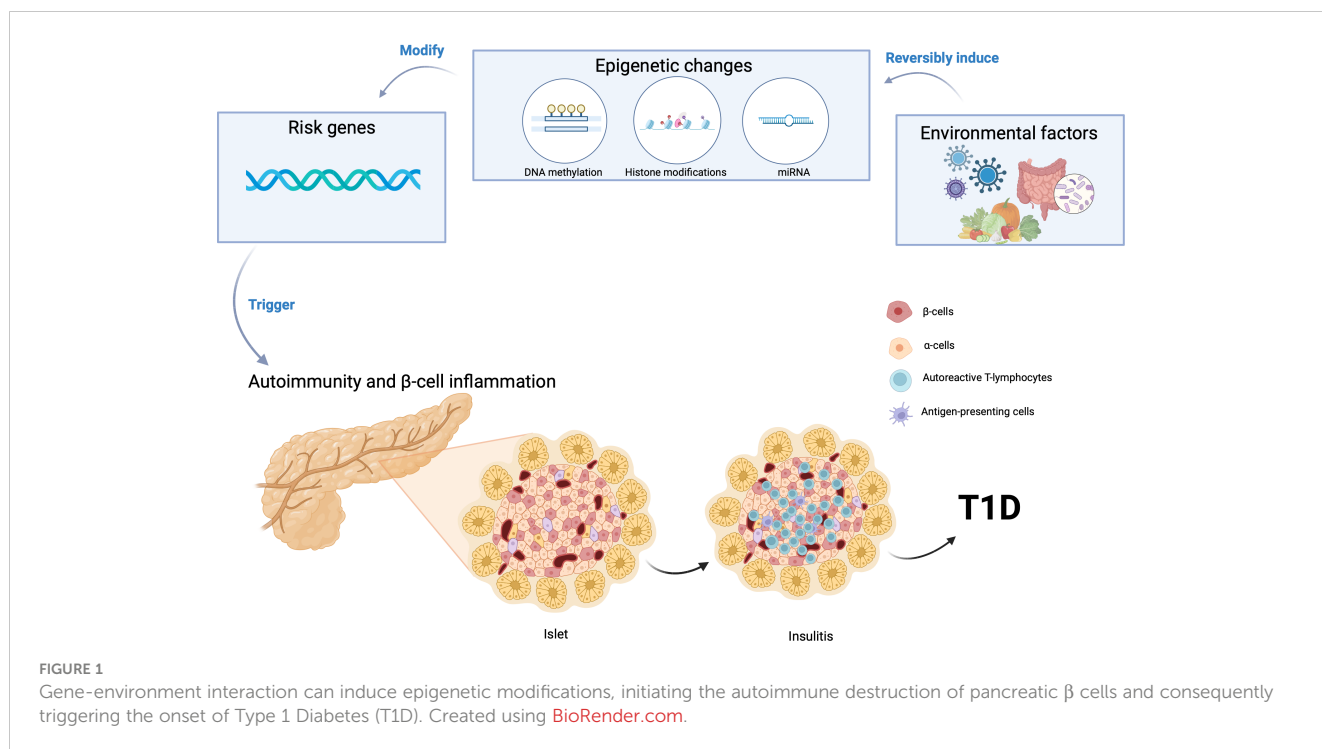 Modify
Epigenetic changes
Reversibly induce
Risk genes
Environmental factors
DNA methylation
Histone modifications
miRNA
Trigger
β-cells
α-cells
Autoreactive T-lymphocytes
Antigen-presenting cells
Autoimmunity and β-cell inflammation
T1D
Islet
Insulitis
FIGURE 1
Gene-environment interaction can induce epigenetic modifications, initiating the autoimmune destruction of pancreatic β cells and consequently
triggering the onset of Type 1 Diabetes (T1D). Created using BioRender.com.